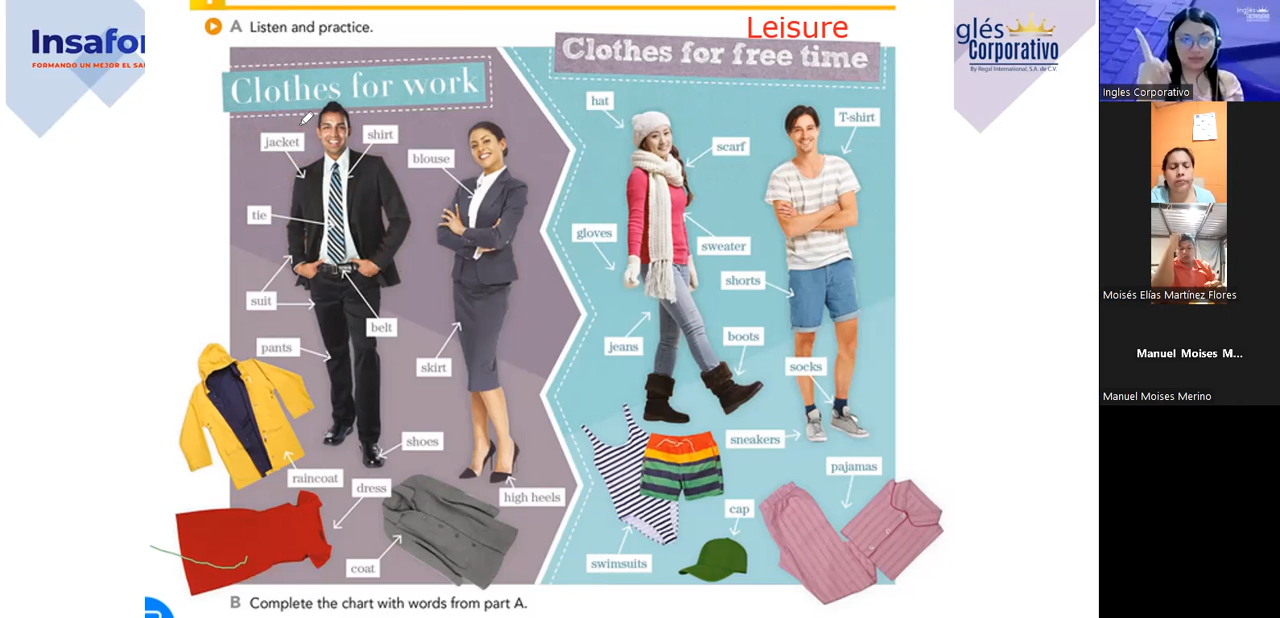 Insafo
FORMANDO UN MEJOR EL SA
A Listen and practice.
Leisure
glés
Corporativo
By Regal International, S.A. de C.V.
Clothes for work
Clothes for free time
jacket
shirt
blouse
tie
suit
belt
pants
skirt
shoes
raincoat
dress
high heels
coat
hat
T-shirt
scarf
gloves
sweater
shorts
jeans
boots
socks
sneakers
pajamas
cap
swimsuits
B Complete the chart with words from part A.
Ingles Corporativo
Moisés Elías Martínez Flores
Manuel Moises M...
Manuel Moises Merino